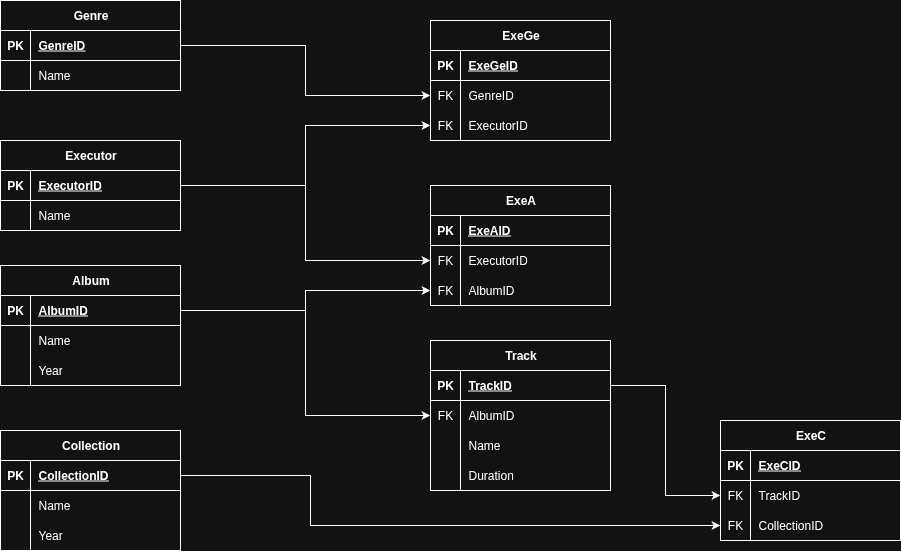 Genre
PK GenreID
Name
Executor
PK ExecutorID
Name
Album
PK AlbumID
Name
Year
Collection
PK CollectionID
Name
Year
ExeGe
PK ExeGeID
FK GenreID
FK ExecutorID
ExeA
PK ExeAID
FK ExecutorID
FK AlbumID
Track
PK TrackID
FK AlbumID
Name
Duration
ExeC
PK ExeCID
FK TrackID
FK CollectionID